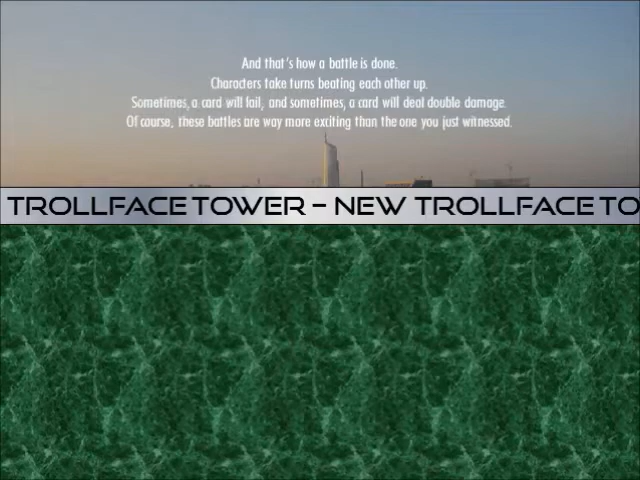 And that's how a battle is done.
Characters take turns beating each other up.
Sometimes, a card will fail, and sometimes, a card will deal double damage.
Of course, these battles are way more exciting than the one you just witnessed.
TROLLFACE TOWER - NEW TROLLFACE TO